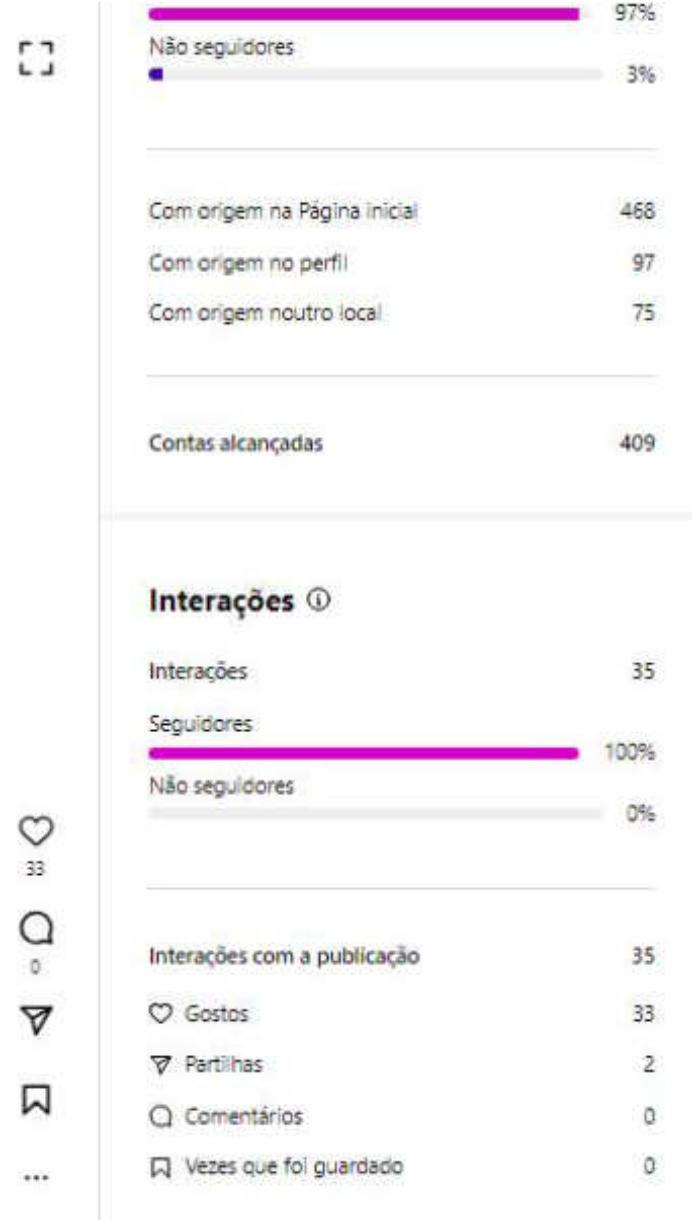 97%
Não seguidores
3%
Com origem na Página inicial 468
Com origem no perfil 97
Com origem noutro local 75
Contas alcançadas 409
Interações
Interações 35
Seguidores
100%
Não seguidores
0%
33
0
Interações com a publicação 35
Gostos 33
Partilhas 2
Comentários 0
Vezes que foi guardado 0